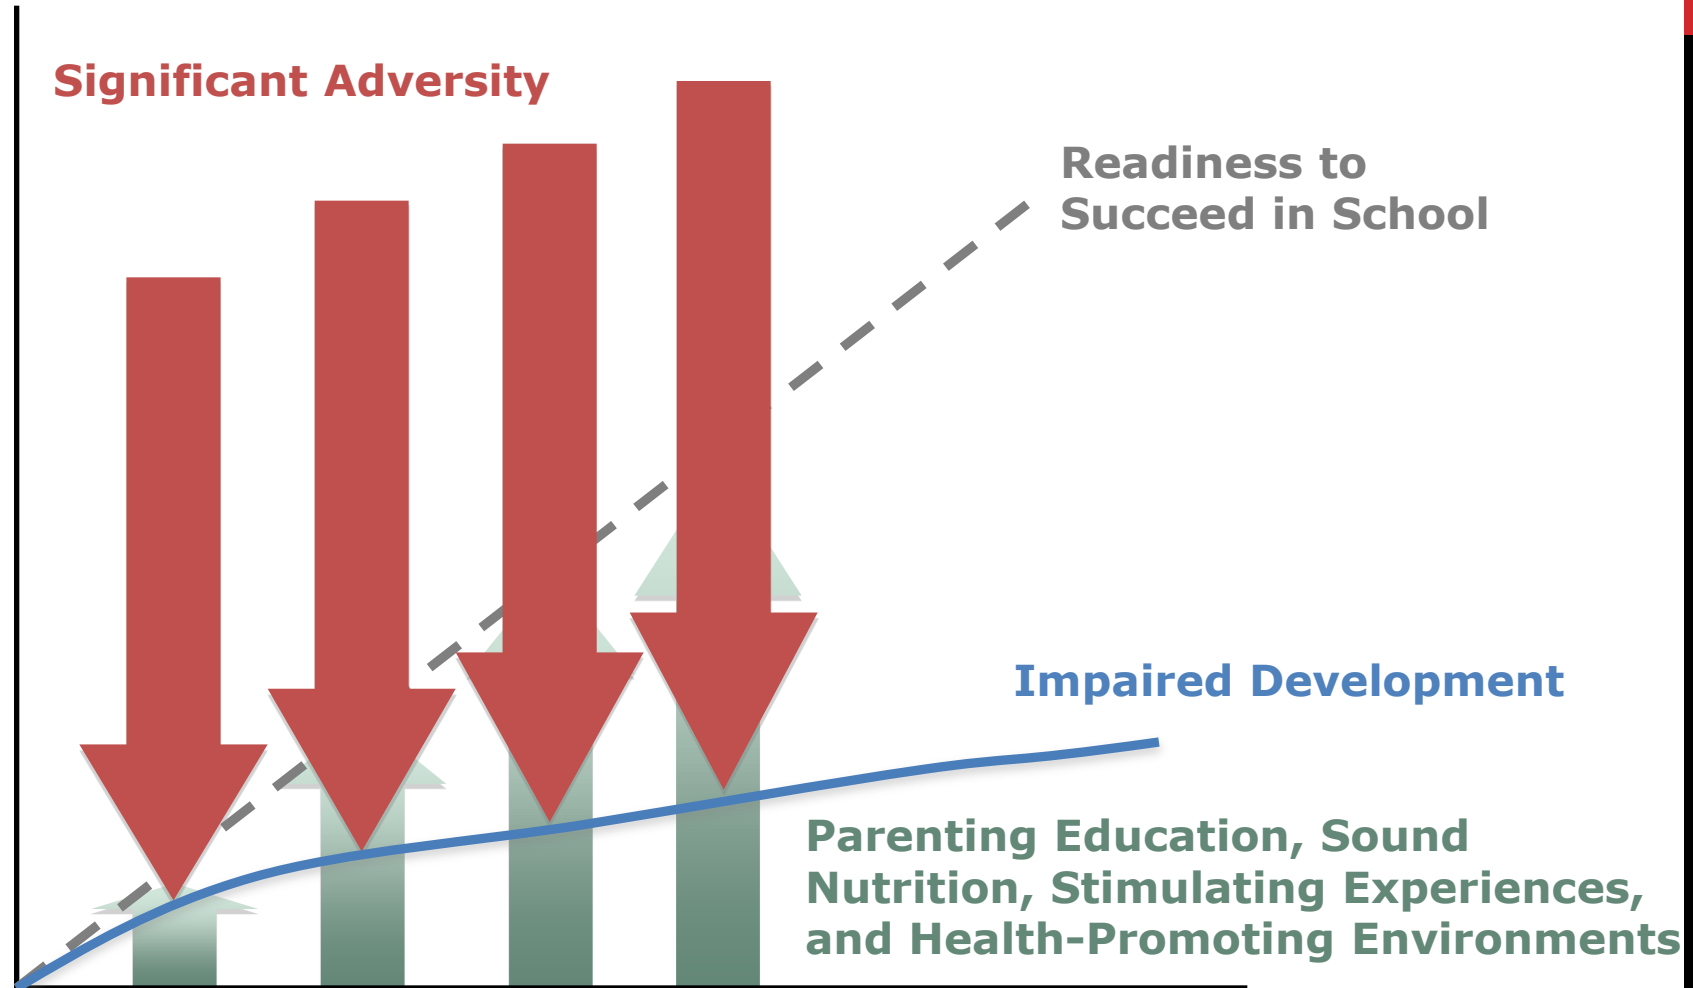 Significant Adversity
Readiness to
Succeed in School
Impaired Development
Parenting Education, Sound
Nutrition, Stimulating Experiences,
and Health-Promoting Environments